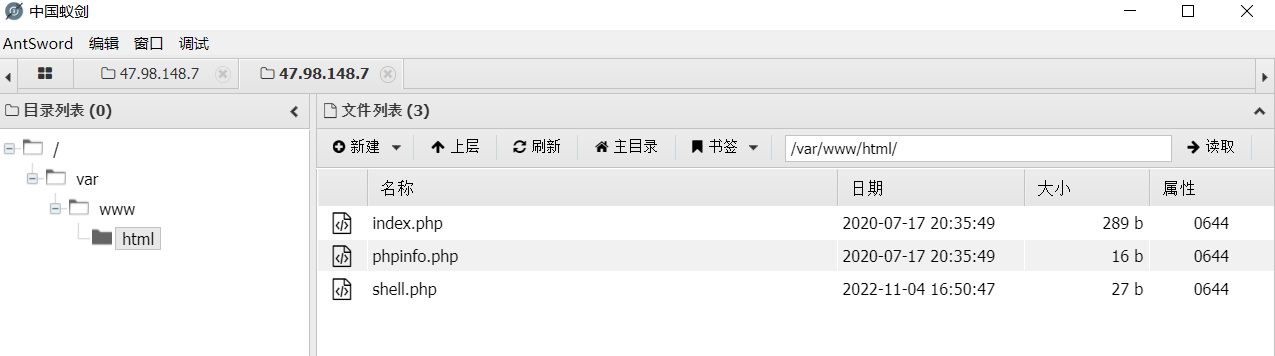 中国蚁剑
AntSword 编辑 窗口 调试
47.98.148.7 47.98.148.7
目录列表 (0)
/
var
www
html
文件列表 (3)
新建 上层 刷新 主目录 书签 /var/www/html/ 读取
名称 日期 大小 属性
index.php 2020-07-17 20:35:49 289 b 0644
phpinfo.php 2020-07-17 20:35:49 16 b 0644
shell.php 2022-11-04 16:50:47 27 b 0644